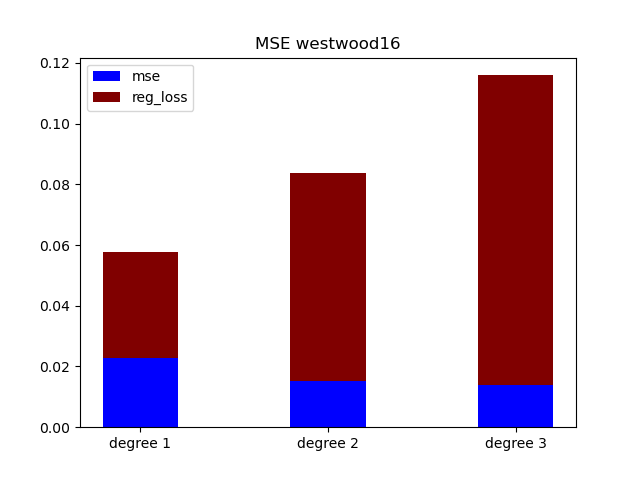 MSE westwood16
mse
reg_loss
0.12
0.10
0.08
0.06
0.04
0.02
0.00
degree 1
degree 2
degree 3